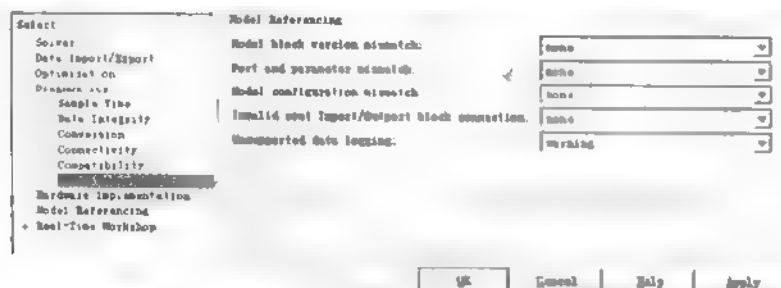 Select
Solver
Data Import/Export
Optimization
Diagnostics
Sample Time
Data Integrity
Conversion
Connectivity
Compatibility
Hardware Implementation
Model Referencing
+ Real-Time Workshop
Model Referencing
Model block version mismatch:
none
Port and parameter mismatch
none
Model configuration mismatch
none
Invalid root Inport/Outport block connection:
none
Unsupported data logging:
warning
OK
Cancel
Help
Apply